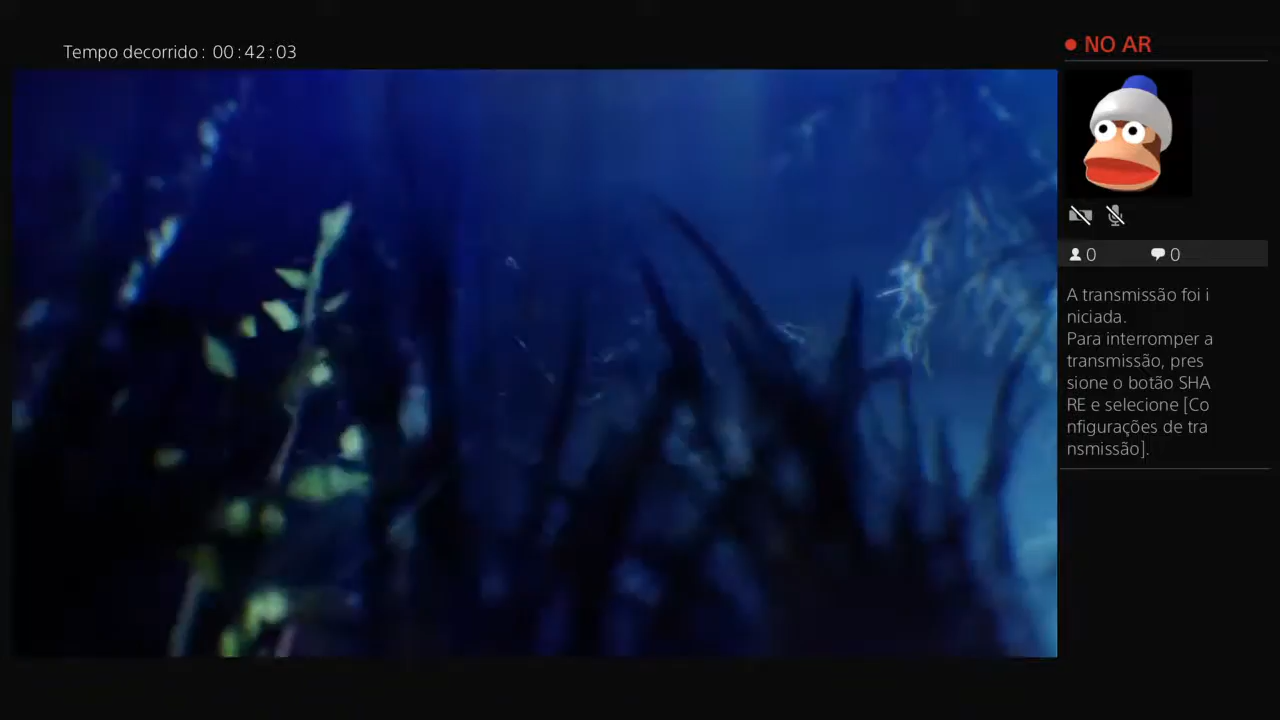 Tempo decorrido: 00:42:03
NO AR
0 0
A transmissão foi i
niciada.
Para interromper a
transmissão, pres
sione o botão SHA
RE e selecione [Co
nfigurações de tra
nsmissão].